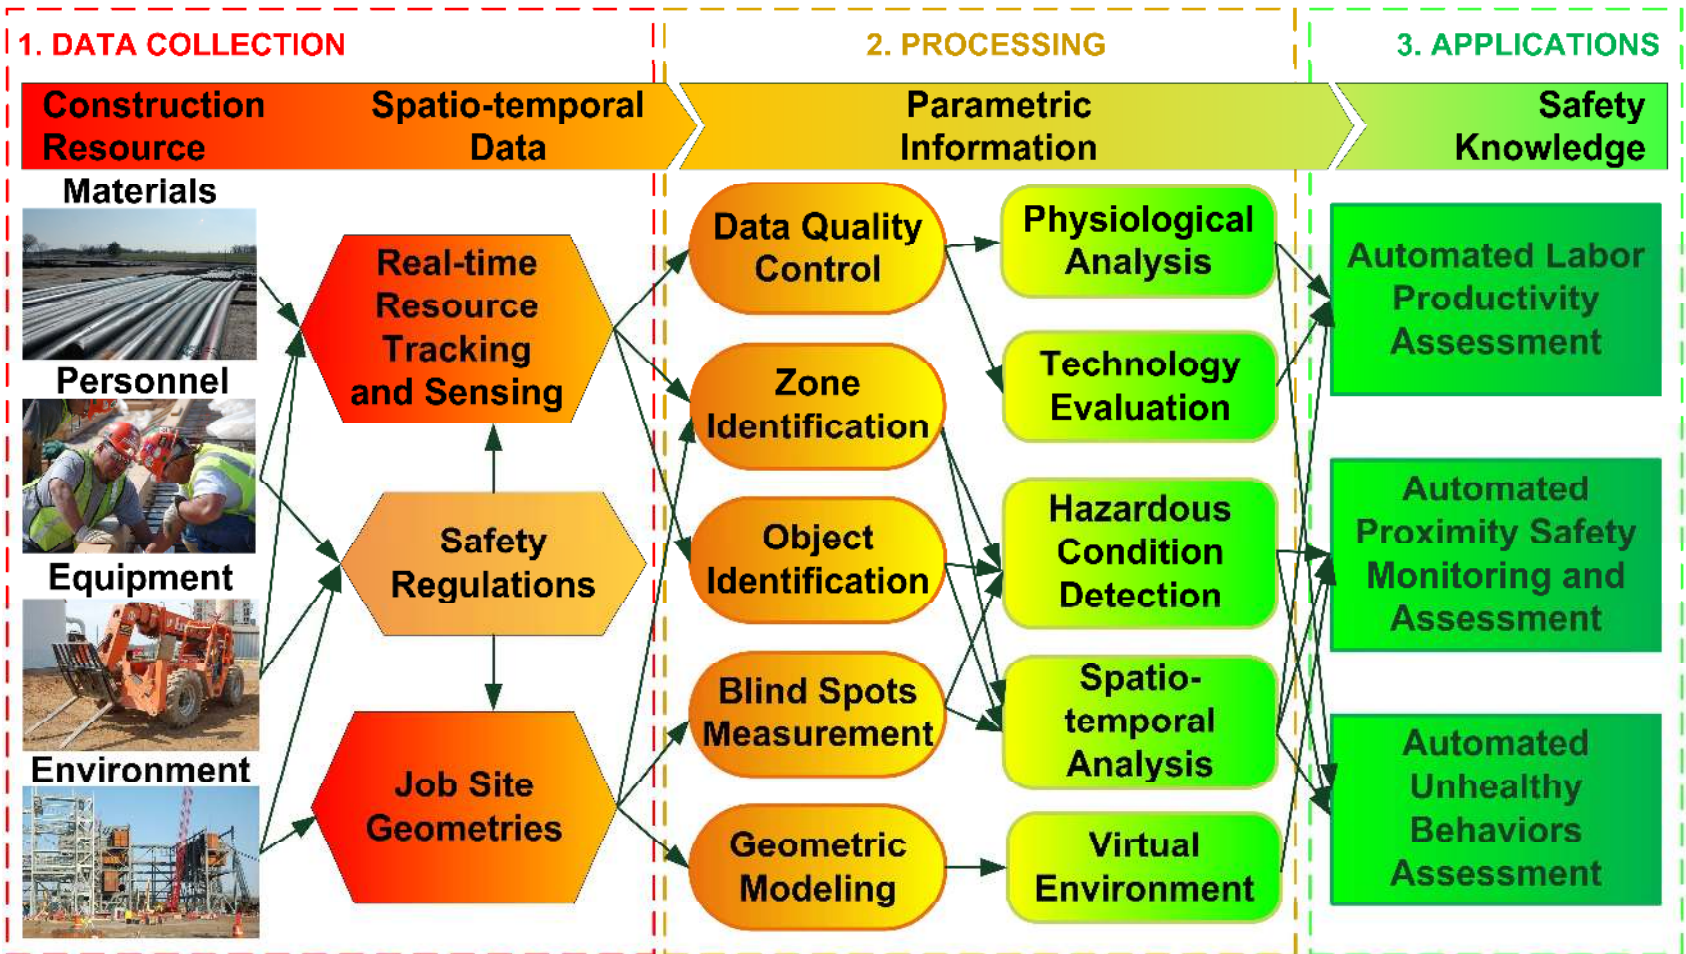 1. DATA COLLECTION
2. PROCESSING
3. APPLICATIONS
Construction
Resource
Spatio-temporal
Data
Parametric
Information
Safety
Knowledge
Materials
Personnel
Equipment
Environment
Real-time
Resource
Tracking
and Sensing
Safety
Regulations
Job Site
Geometries
Data Quality
Control
Zone
Identification
Object
Identification
Blind Spots
Measurement
Geometric
Modeling
Physiological
Analysis
Technology
Evaluation
Hazardous
Condition
Detection
Spatio-
temporal
Analysis
Virtual
Environment
Automated Labor
Productivity
Assessment
Automated
Proximity Safety
Monitoring and
Assessment
Automated
Unhealthy
Behaviors
Assessment